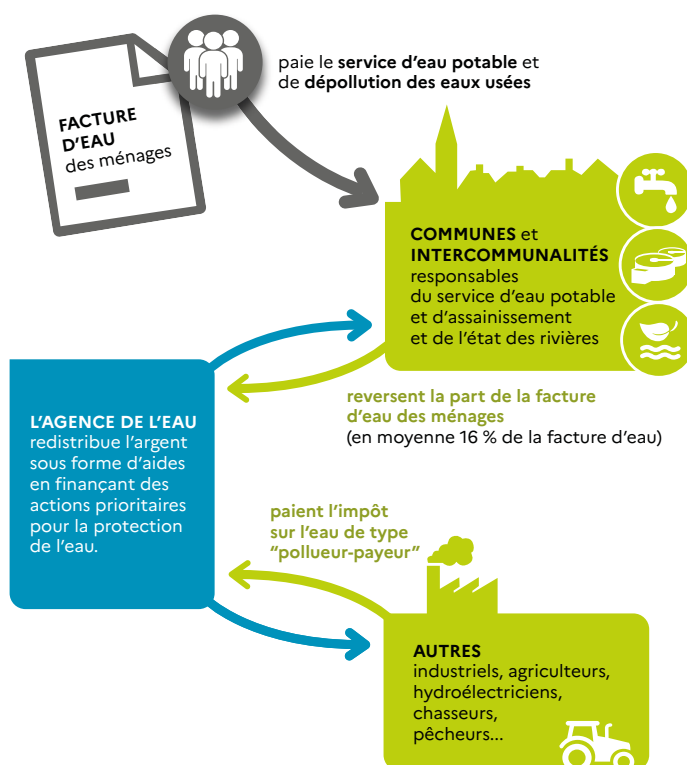 paie le service d'eau potable et
de dépollution des eaux usées
FACTURE
D'EAU
des ménages
COMMUNES et
INTERCOMMUNALITÉS
responsables
du service d'eau potable
et d'assainissement
et de l'état des rivières
reversent la part de la facture
d'eau des ménages
(en moyenne 16 % de la facture d'eau)
L'AGENCE DE L'EAU
redistribue l'argent
sous forme d'aides
en finançant des
actions prioritaires
pour la protection
de l'eau.
paient l'impôt
sur l'eau de type
“pollueur-payeur”
AUTRES
industriels, agriculteurs,
hydroélectriciens,
chasseurs,
pêcheurs...